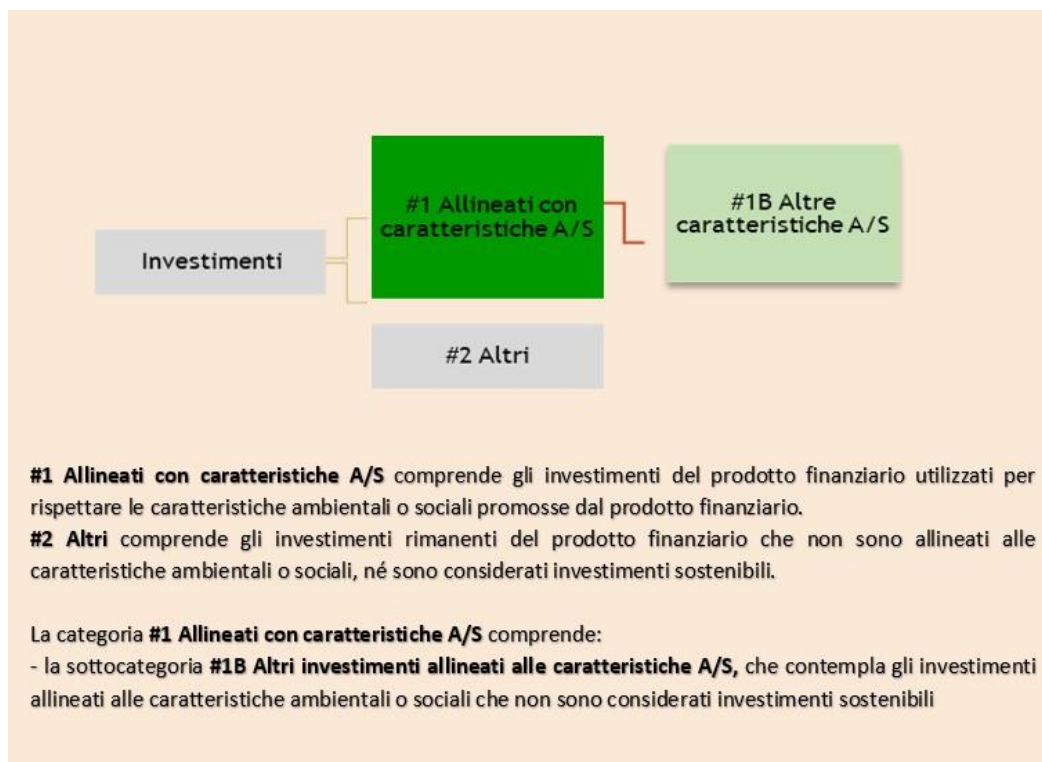 #1 Allineati con
caratteristiche A/S
#1B Altre
caratteristiche A/S
Investimenti
#2 Altri
#1 Allineati con caratteristiche A/S comprende gli investimenti del prodotto finanziario utilizzati per
rispettare le caratteristiche ambientali o sociali promosse dal prodotto finanziario.
#2 Altri comprende gli investimenti rimanenti del prodotto finanziario che non sono allineati alle
caratteristiche ambientali o sociali, né sono considerati investimenti sostenibili.
La categoria #1 Allineati con caratteristiche A/S comprende:
- la sottocategoria #1B Altri investimenti allineati alle caratteristiche A/S, che contempla gli investimenti
allineati alle caratteristiche ambientali o sociali che non sono considerati investimenti sostenibili